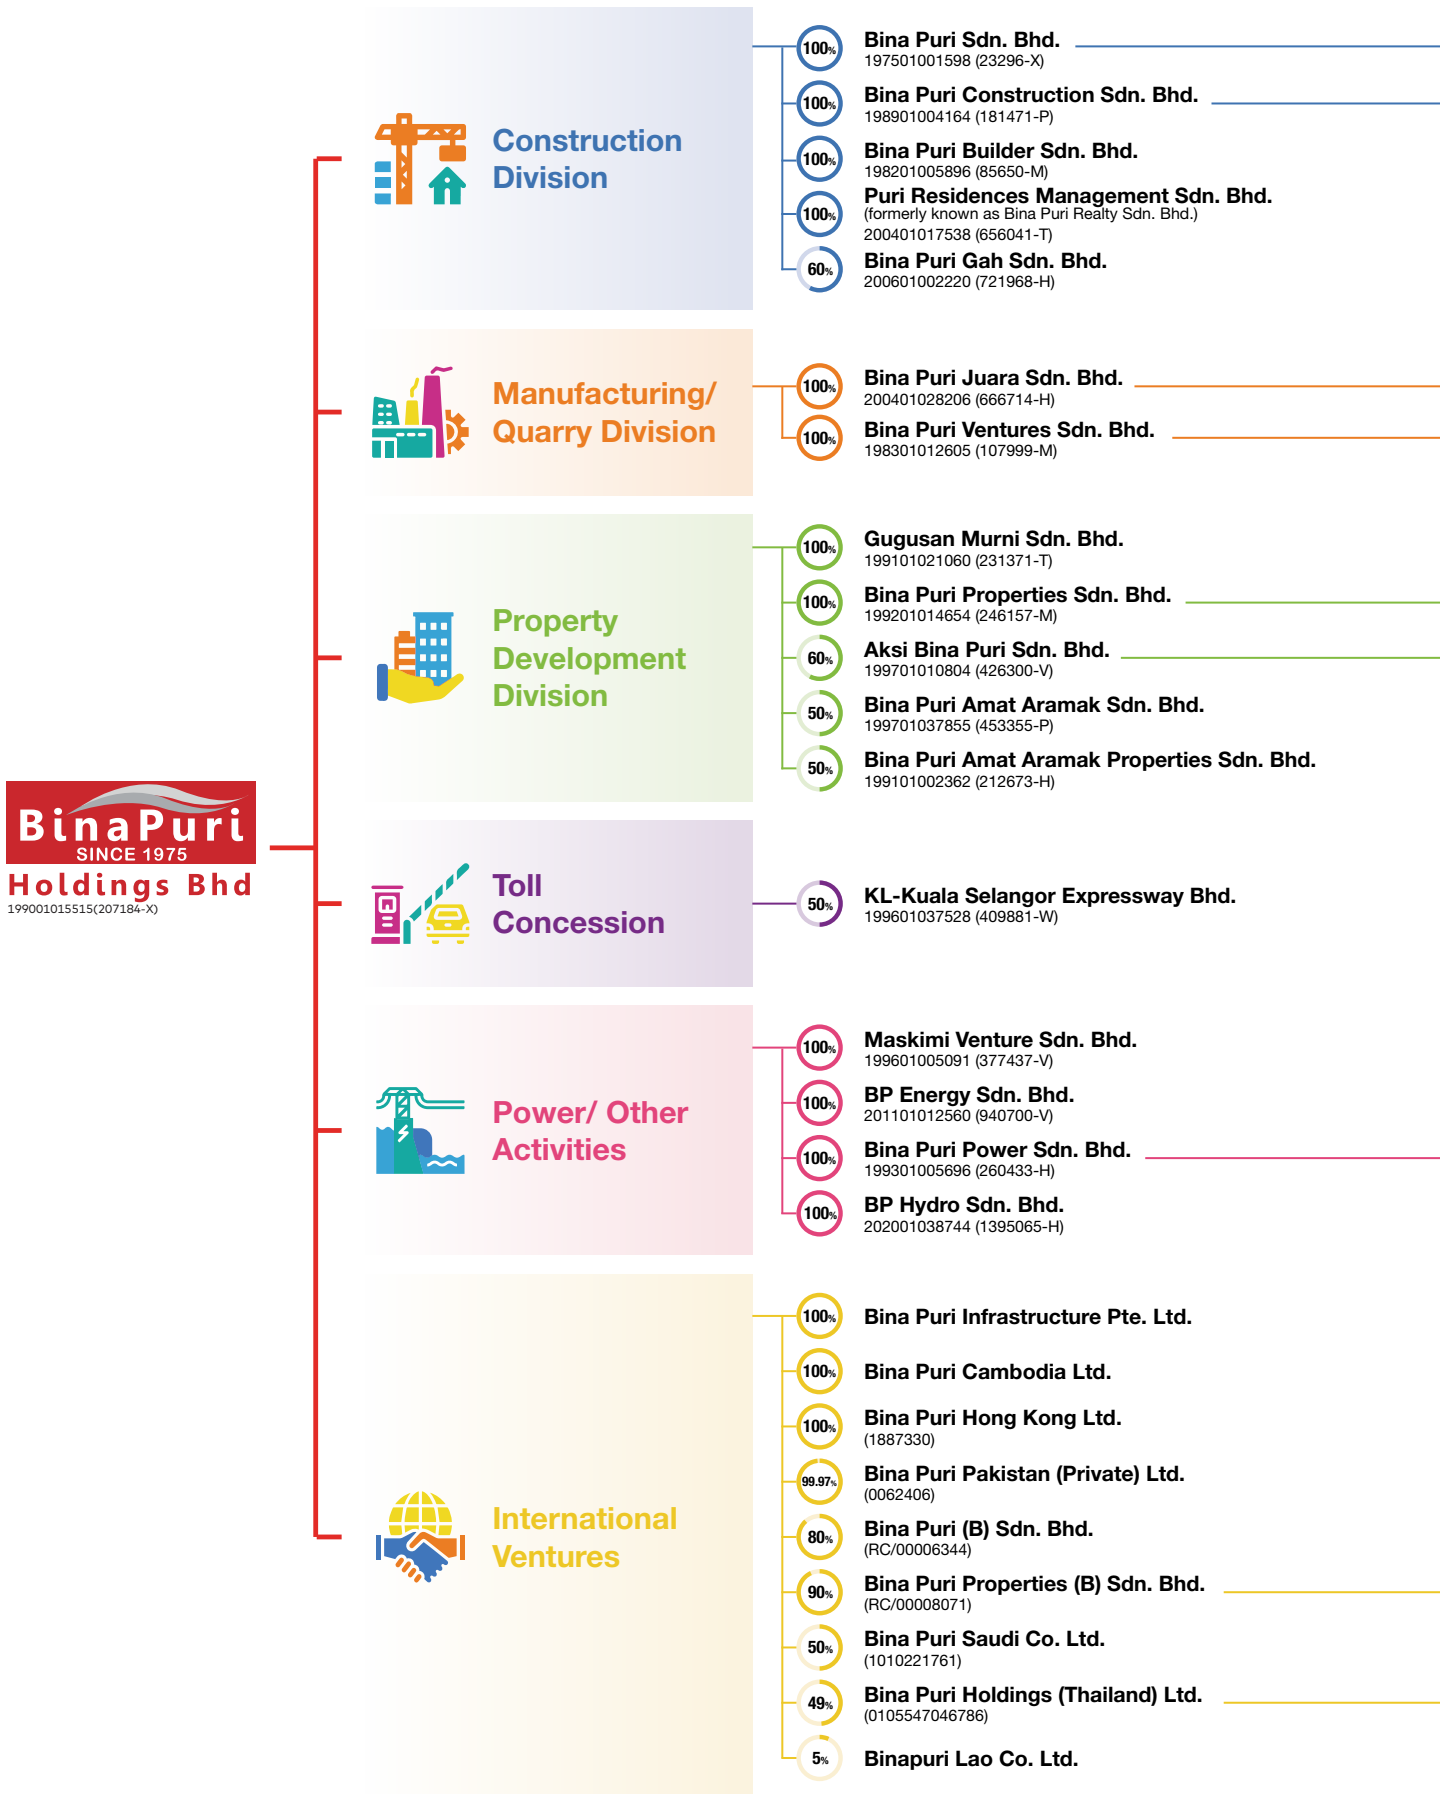 BinaPuri
SINCE 1975
Holdings Bhd
199001015515(207184-X)
Construction
Division
100%
Bina Puri Sdn. Bhd.
197501001598 (23296-X)
100%
Bina Puri Construction Sdn. Bhd.
198901004164 (181471-P)
100%
Bina Puri Builder Sdn. Bhd.
198201005896 (85650-M)
100%
Puri Residences Management Sdn. Bhd.
(formerly known as Bina Puri Realty Sdn. Bhd.)
200401017538 (656041-T)
60%
Bina Puri Gah Sdn. Bhd.
200601002220 (721968-H)
Manufacturing/
Quarry Division
100%
Bina Puri Juara Sdn. Bhd.
200401028206 (666714-H)
100%
Bina Puri Ventures Sdn. Bhd.
198301012605 (107999-M)
Property
Development
Division
100%
Gugusan Murni Sdn. Bhd.
199101021060 (231371-T)
100%
Bina Puri Properties Sdn. Bhd.
199201014654 (246157-M)
60%
Aksi Bina Puri Sdn. Bhd.
199701010804 (426300-V)
50%
Bina Puri Amat Aramak Sdn. Bhd.
199701037855 (453355-P)
50%
Bina Puri Amat Aramak Properties Sdn. Bhd.
199101002362 (212673-H)
Toll
Concession
50%
KL-Kuala Selangor Expressway Bhd.
199601037528 (409881-W)
Power/ Other
Activities
100%
Maskimi Venture Sdn. Bhd.
199601005091 (377437-V)
100%
BP Energy Sdn. Bhd.
201101012560 (940700-V)
100%
Bina Puri Power Sdn. Bhd.
199301005696 (260433-H)
100%
BP Hydro Sdn. Bhd.
202001038744 (1395065-H)
International
Ventures
100%
Bina Puri Infrastructure Pte. Ltd.
100%
Bina Puri Cambodia Ltd.
100%
Bina Puri Hong Kong Ltd.
(1887330)
99.97%
Bina Puri Pakistan (Private) Ltd.
(0062406)
80%
Bina Puri (B) Sdn. Bhd.
(RC/00006344)
90%
Bina Puri Properties (B) Sdn. Bhd.
(RC/00008071)
50%
Bina Puri Saudi Co. Ltd.
(1010221761)
49%
Bina Puri Holdings (Thailand) Ltd.
(0105547046786)
5%
Binapuri Lao Co. Ltd.